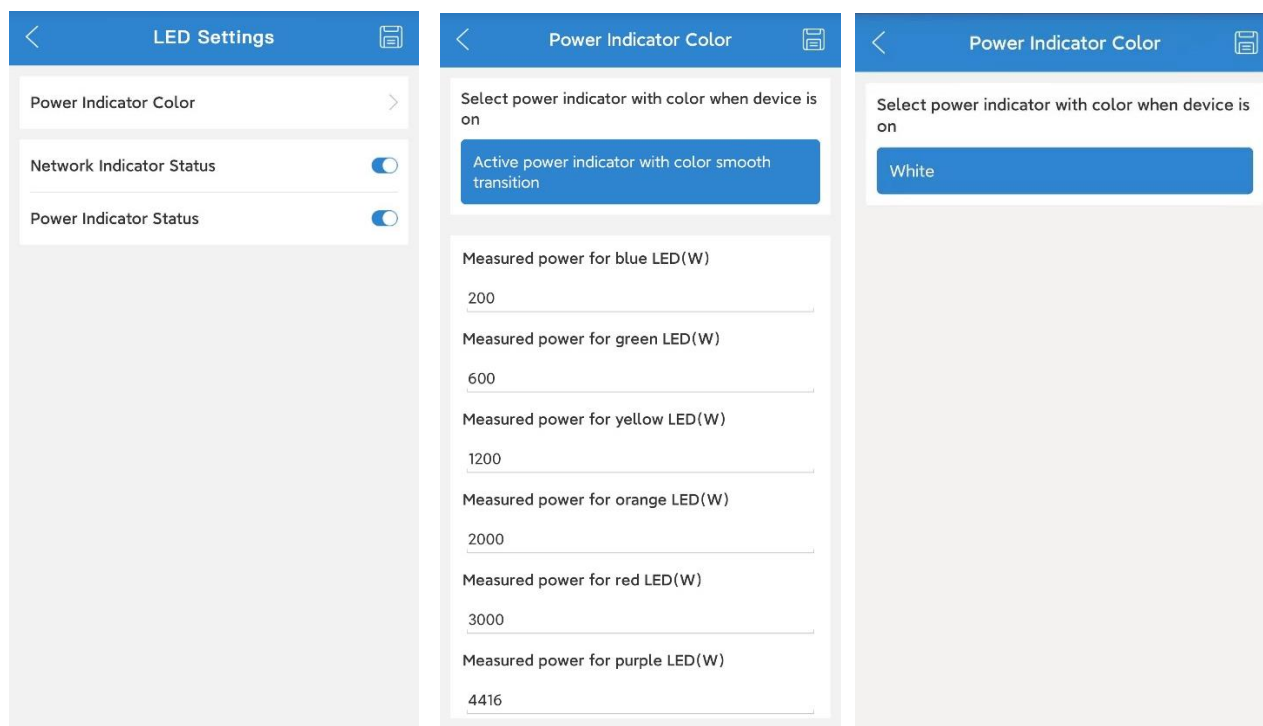 LED Settings
Power Indicator Color
Network Indicator Status
Power Indicator Status
Power Indicator Color
Select power indicator with color when device is
on
Active power indicator with color smooth
transition
Measured power for blue LED(W)
200
Measured power for green LED(W)
600
Measured power for yellow LED(W)
1200
Measured power for orange LED(W)
2000
Measured power for red LED(W)
3000
Measured power for purple LED(W)
4416
Power Indicator Color
Select power indicator with color when device is
on
White